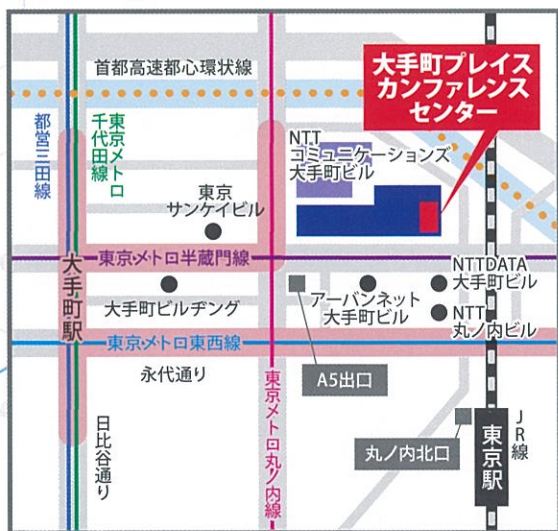 首都高速都心環状線
大手町プレイス
カンファレンス
センター
都営三田線
東京メトロ
千代田線
NTT
コミュニケーションズ
大手町ビル
東京
サンケイビル
東京メトロ半蔵門線
大手町駅
大手町ビルヂング
アーバンネット
大手町ビル
NTTDATA
大手町ビル
NTT
丸ノ内ビル
東京メトロ東西線
永代通り
A5出口
東京メトロ丸ノ内線
日比谷通り
丸ノ内北口
東京駅
JR線